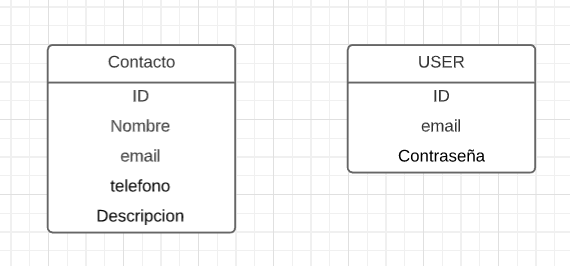 Contacto
ID
Nombre
email
telefono
Descripcion
USER
ID
email
Contraseña